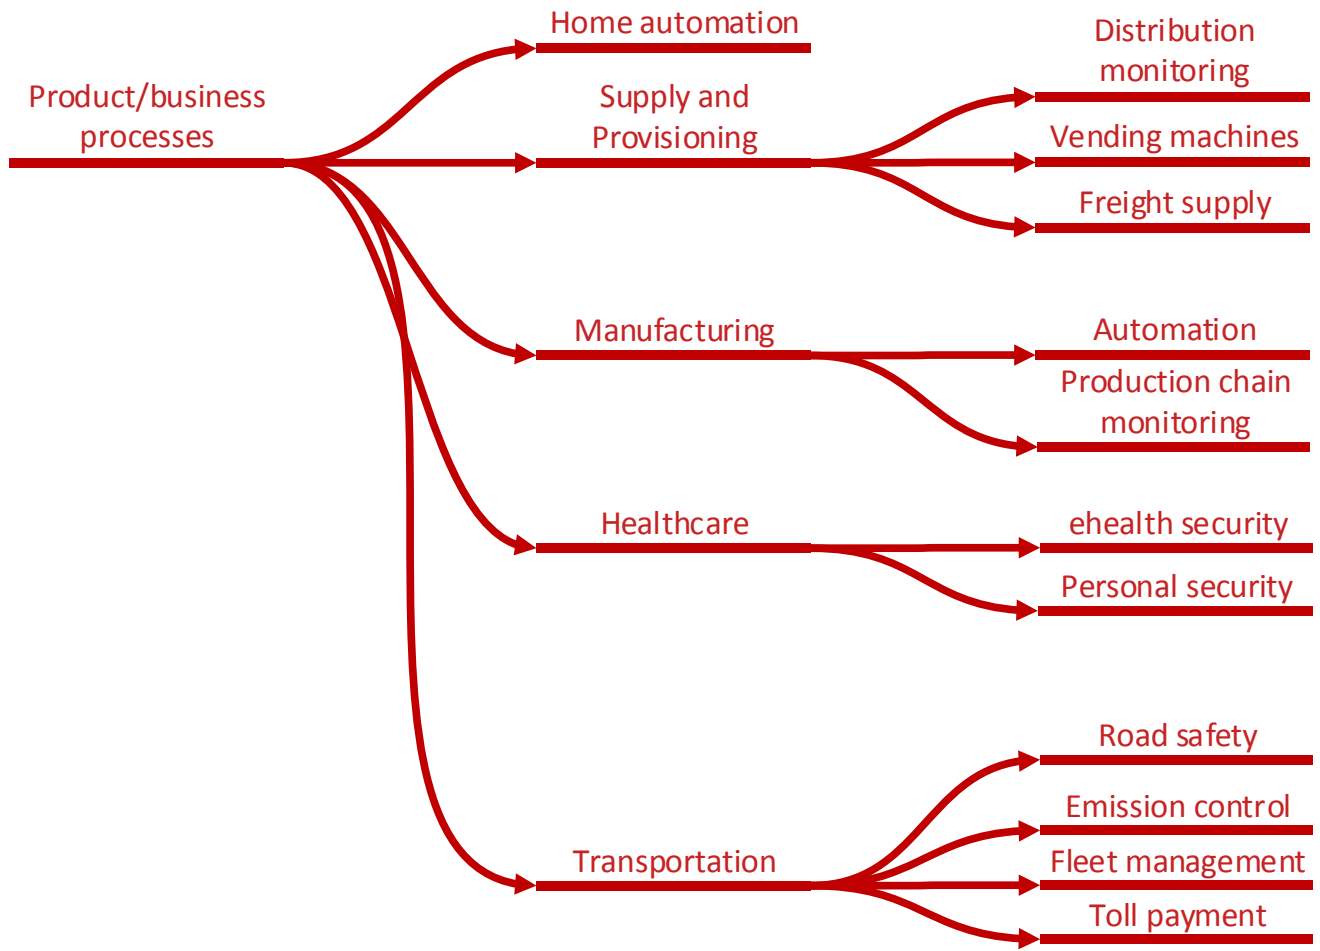 Product/business
processes
Home automation
Supply and
Provisioning
Distribution
monitoring
Vending machines
Freight supply
Manufacturing
Automation
Production chain
monitoring
Healthcare
ehealth security
Personal security
Transportation
Road safety
Emission control
Fleet management
Toll payment